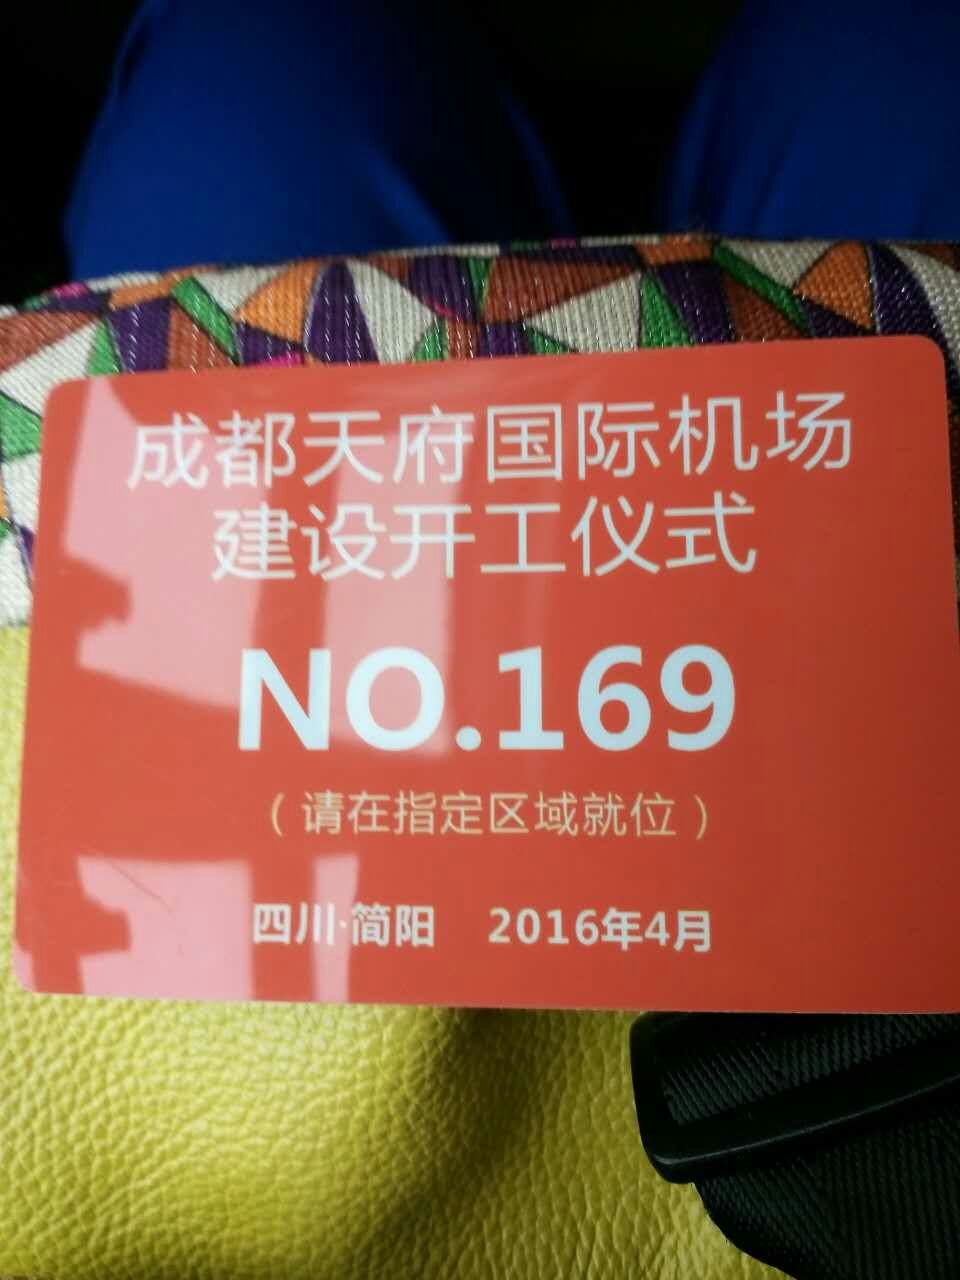 成都天府国际机场
建设开工仪式
NO.169
（请在指定区域就位）
四川·简阳 2016年4月